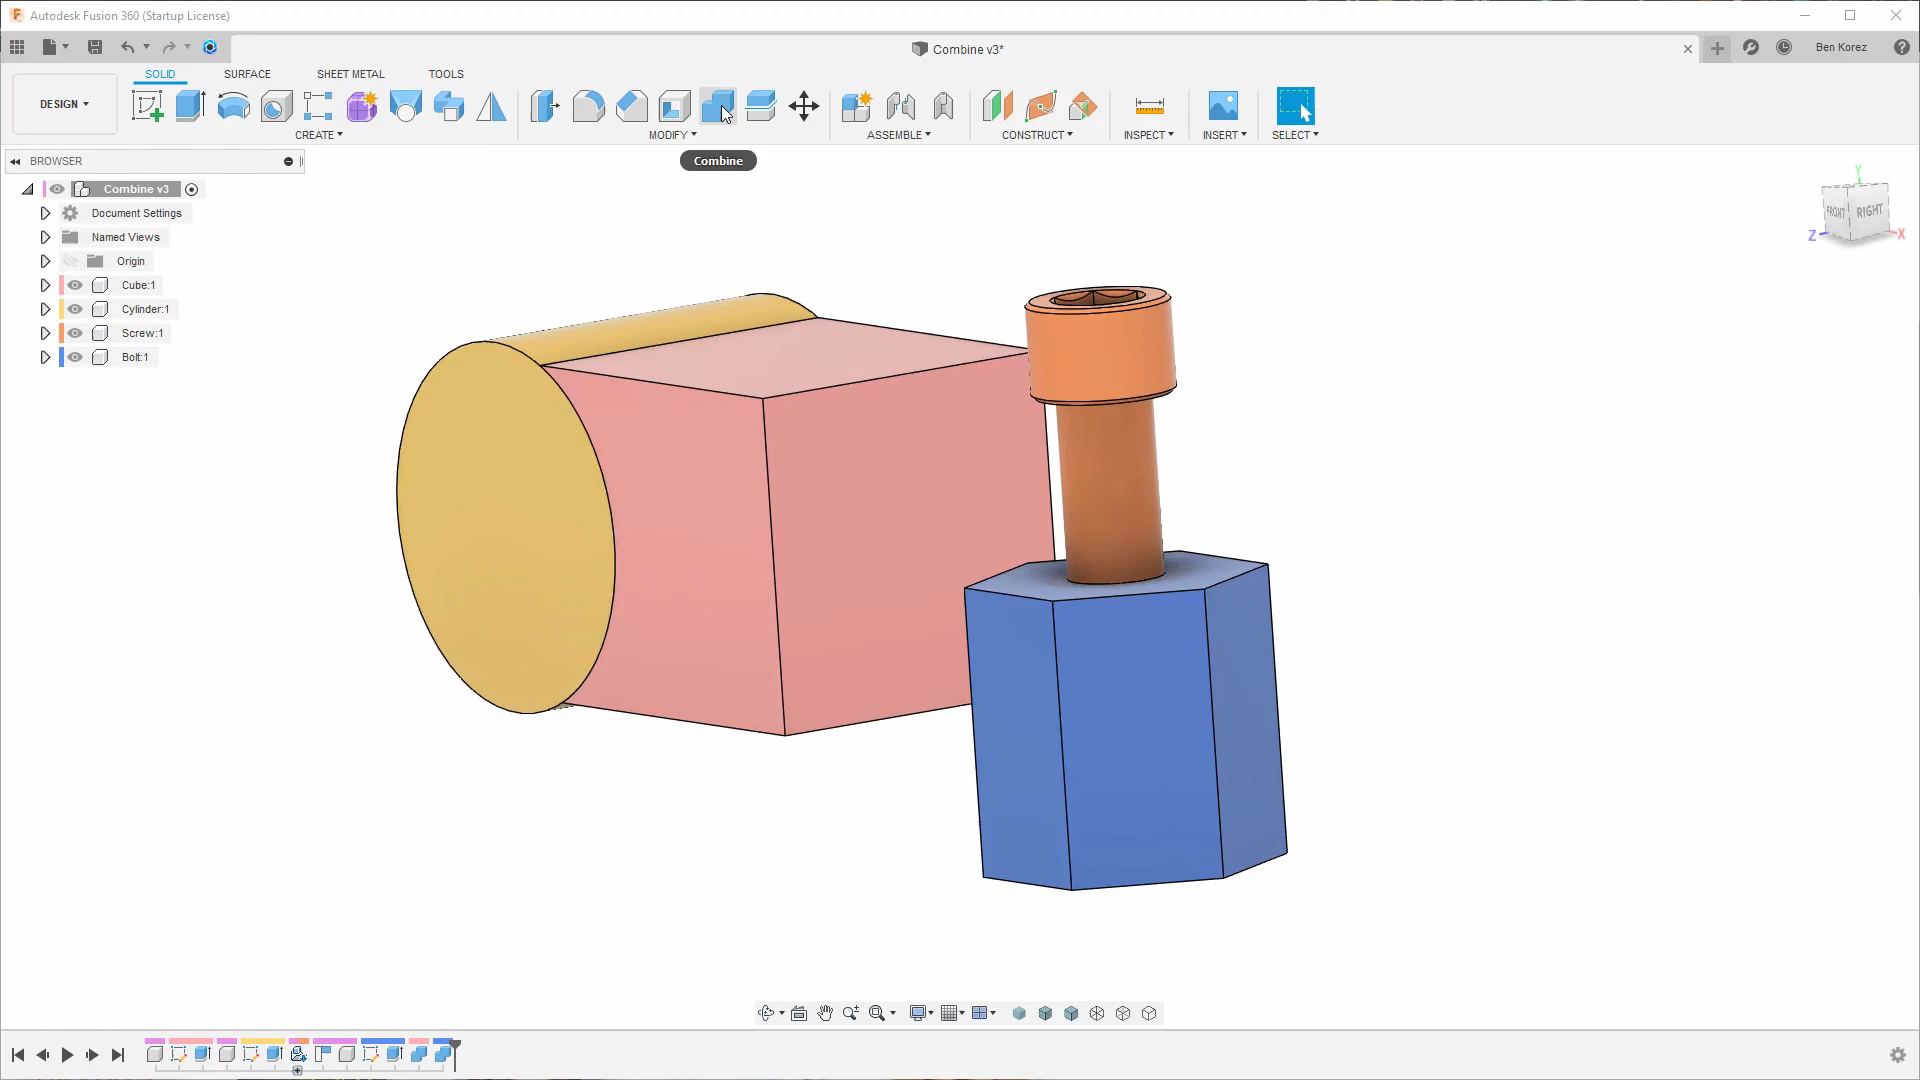 Autodesk Fusion 360 (Startup License)
Combine v3*
Ben Korez
SOLID SURFACE SHEET METAL TOOLS
DESIGN
CREATE MODIFY ASSEMBLE CONSTRUCT INSPECT INSERT SELECT
Combine
BROWSER
Combine v3
Document Settings
Named Views
Origin
Cube:1
Cylinder:1
Screw:1
Bolt:1
Y
FRONT RIGHT
Z X